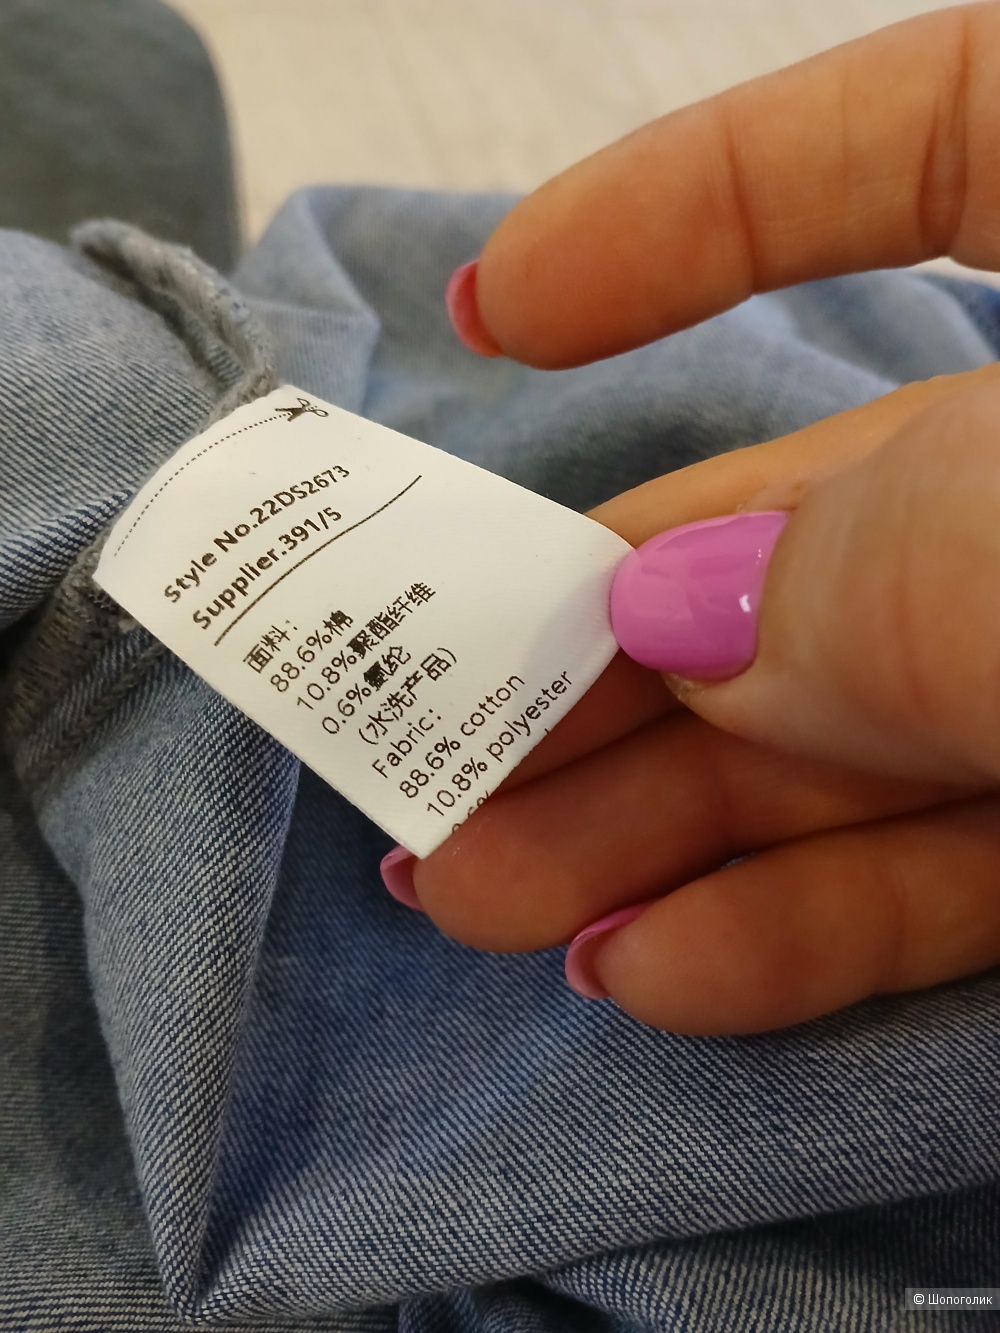 Style No.22DS2673
Supplier.391/5
面料：
88.6%棉
10.8%聚酯纤维
0.6%氨纶
(水洗产品)
Fabric:
88.6% cotton
10.8% polyester
© Шопоголик